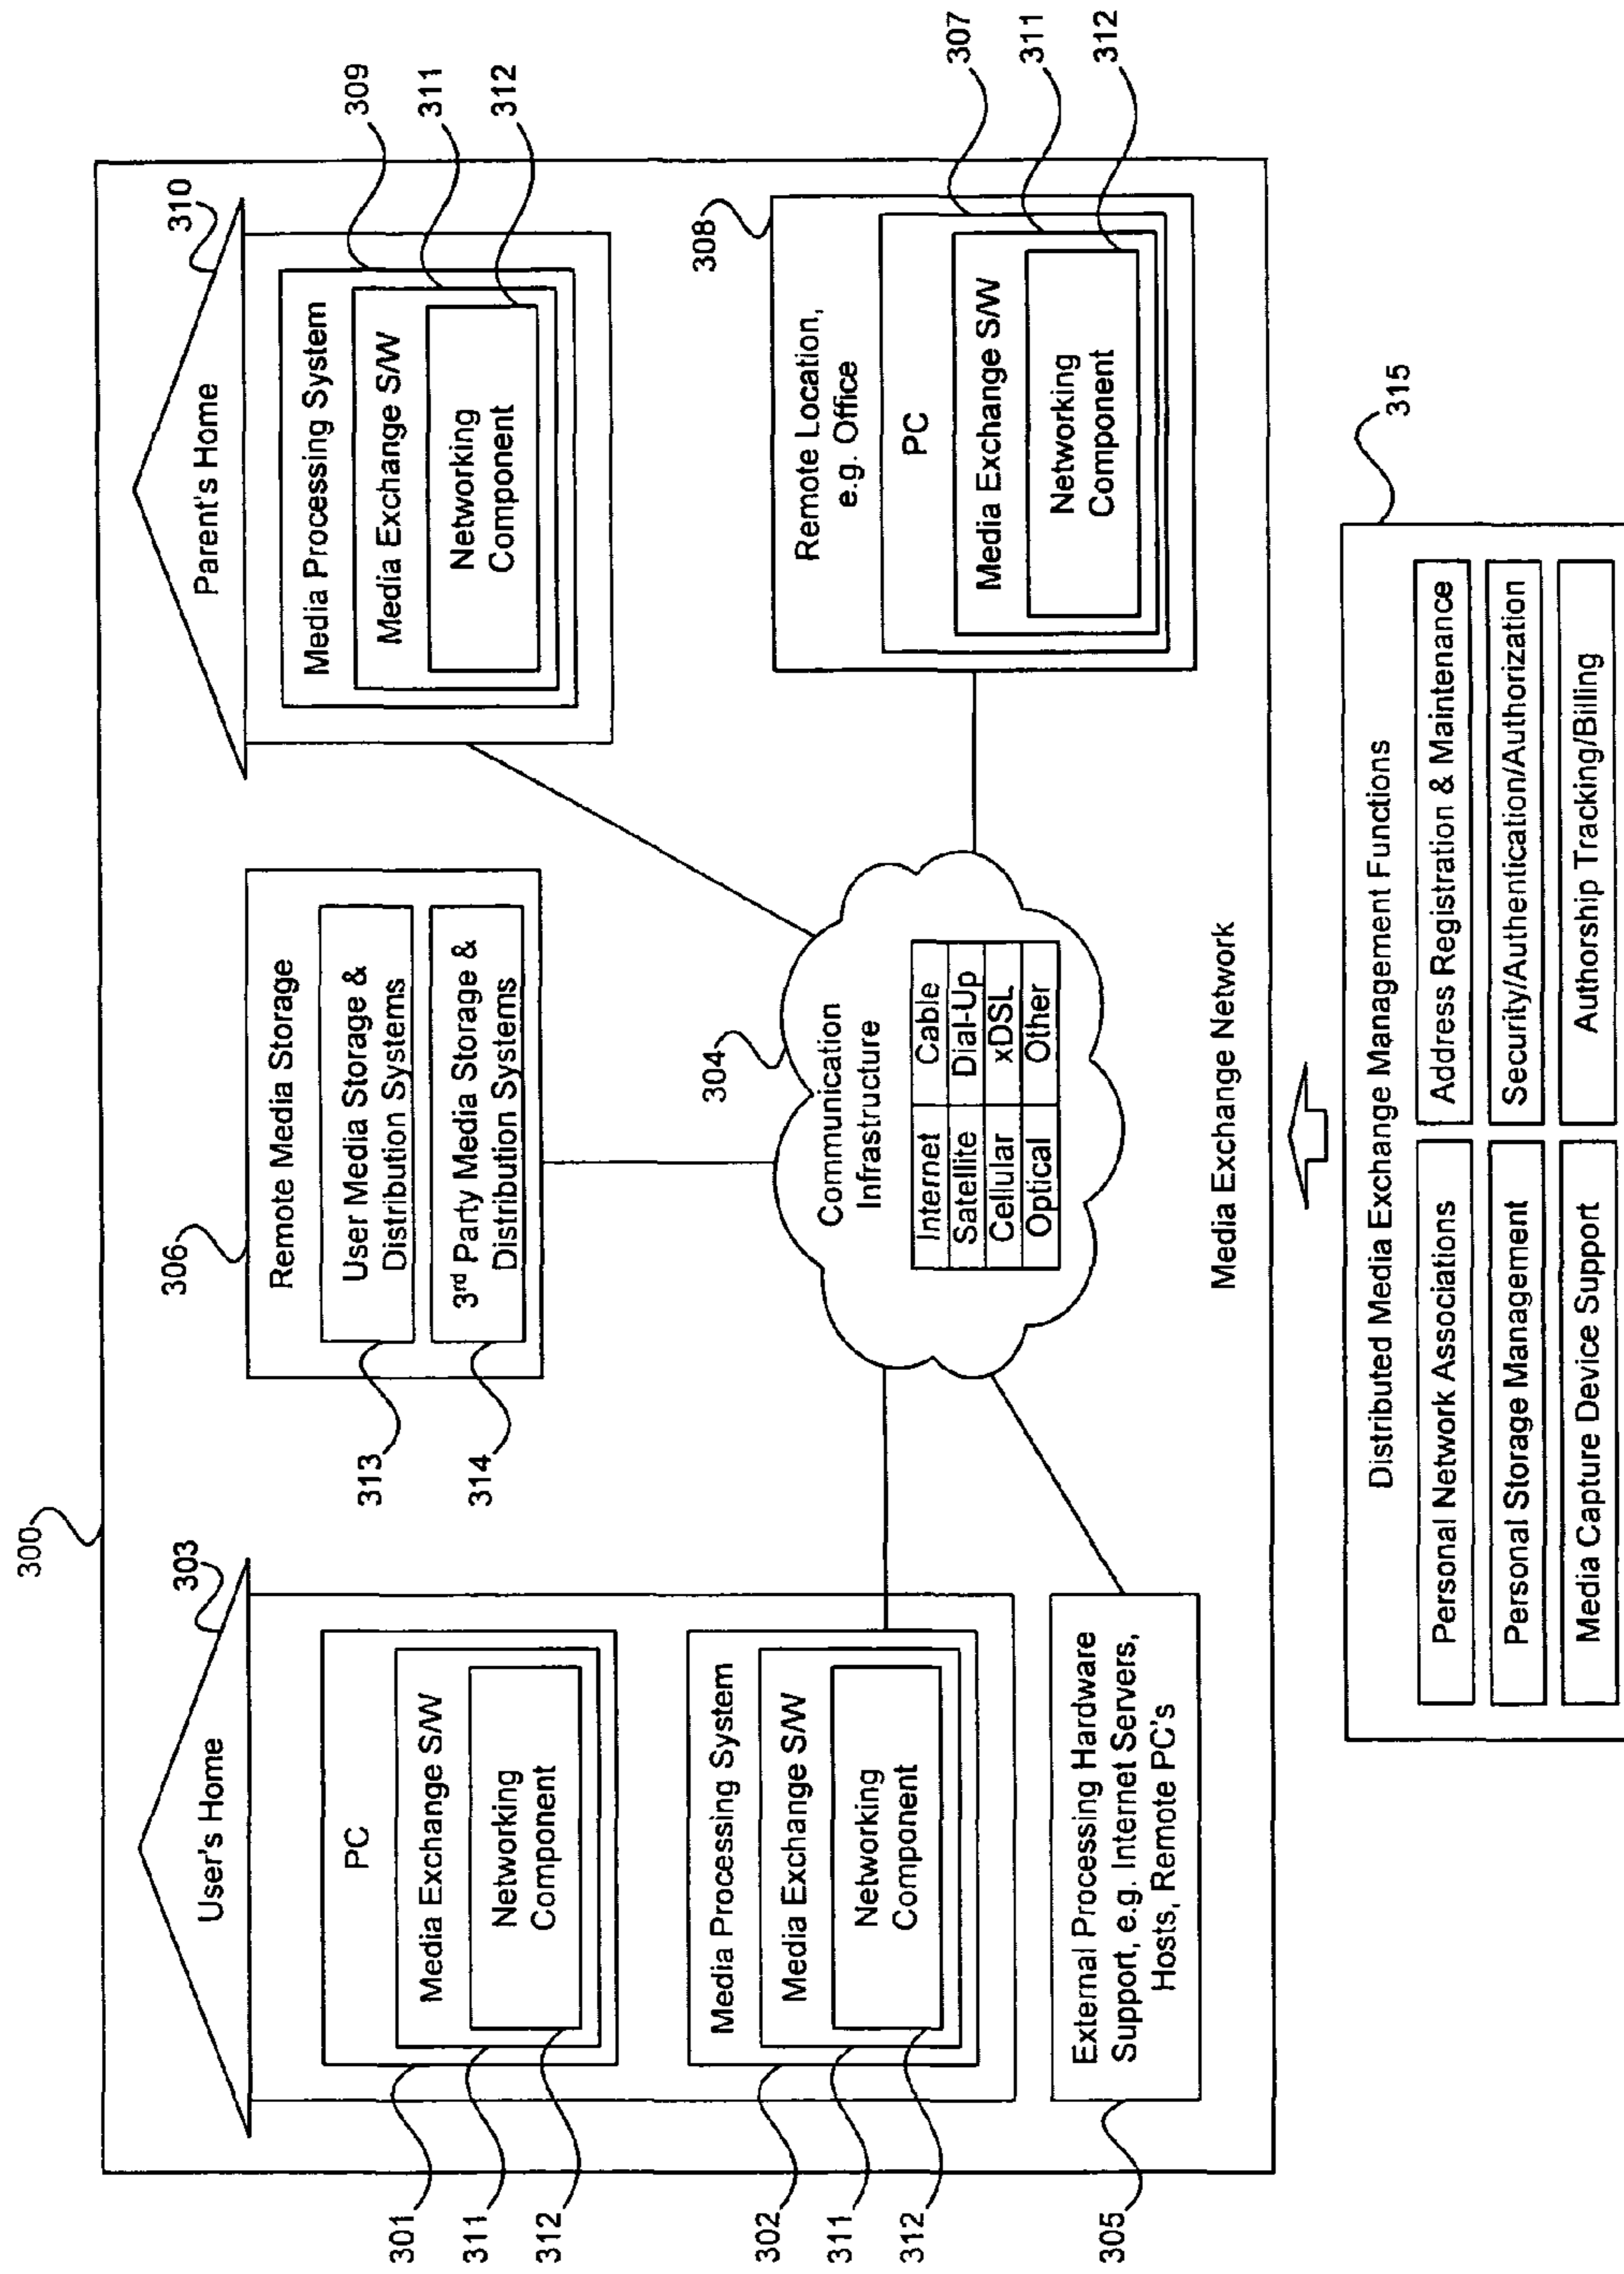 300
User's Home
303
PC
Media Exchange S/W
Networking
Component
301
311
312
Media Processing System
Media Exchange S/W
Networking
Component
302
311
312
External Processing Hardware
Support, e.g. Internet Servers,
Hosts, Remote PC's
305
306
Remote Media Storage
User Media Storage &
Distribution Systems
3rd Party Media Storage &
Distribution Systems
313
314
304
Communication
Infrastructure
Internet Cable
Satellite Dial-Up
Cellular xDSL
Optical Other
Parent's Home
310
Media Processing System
Media Exchange S/W
Networking
Component
309
311
312
308
Remote Location,
e.g. Office
PC
Media Exchange S/W
Networking
Component
307
311
312
Media Exchange Network
315
Distributed Media Exchange Management Functions
Personal Network Associations Address Registration & Maintenance
Personal Storage Management Security/Authentication/Authorization
Media Capture Device Support Authorship Tracking/Billing